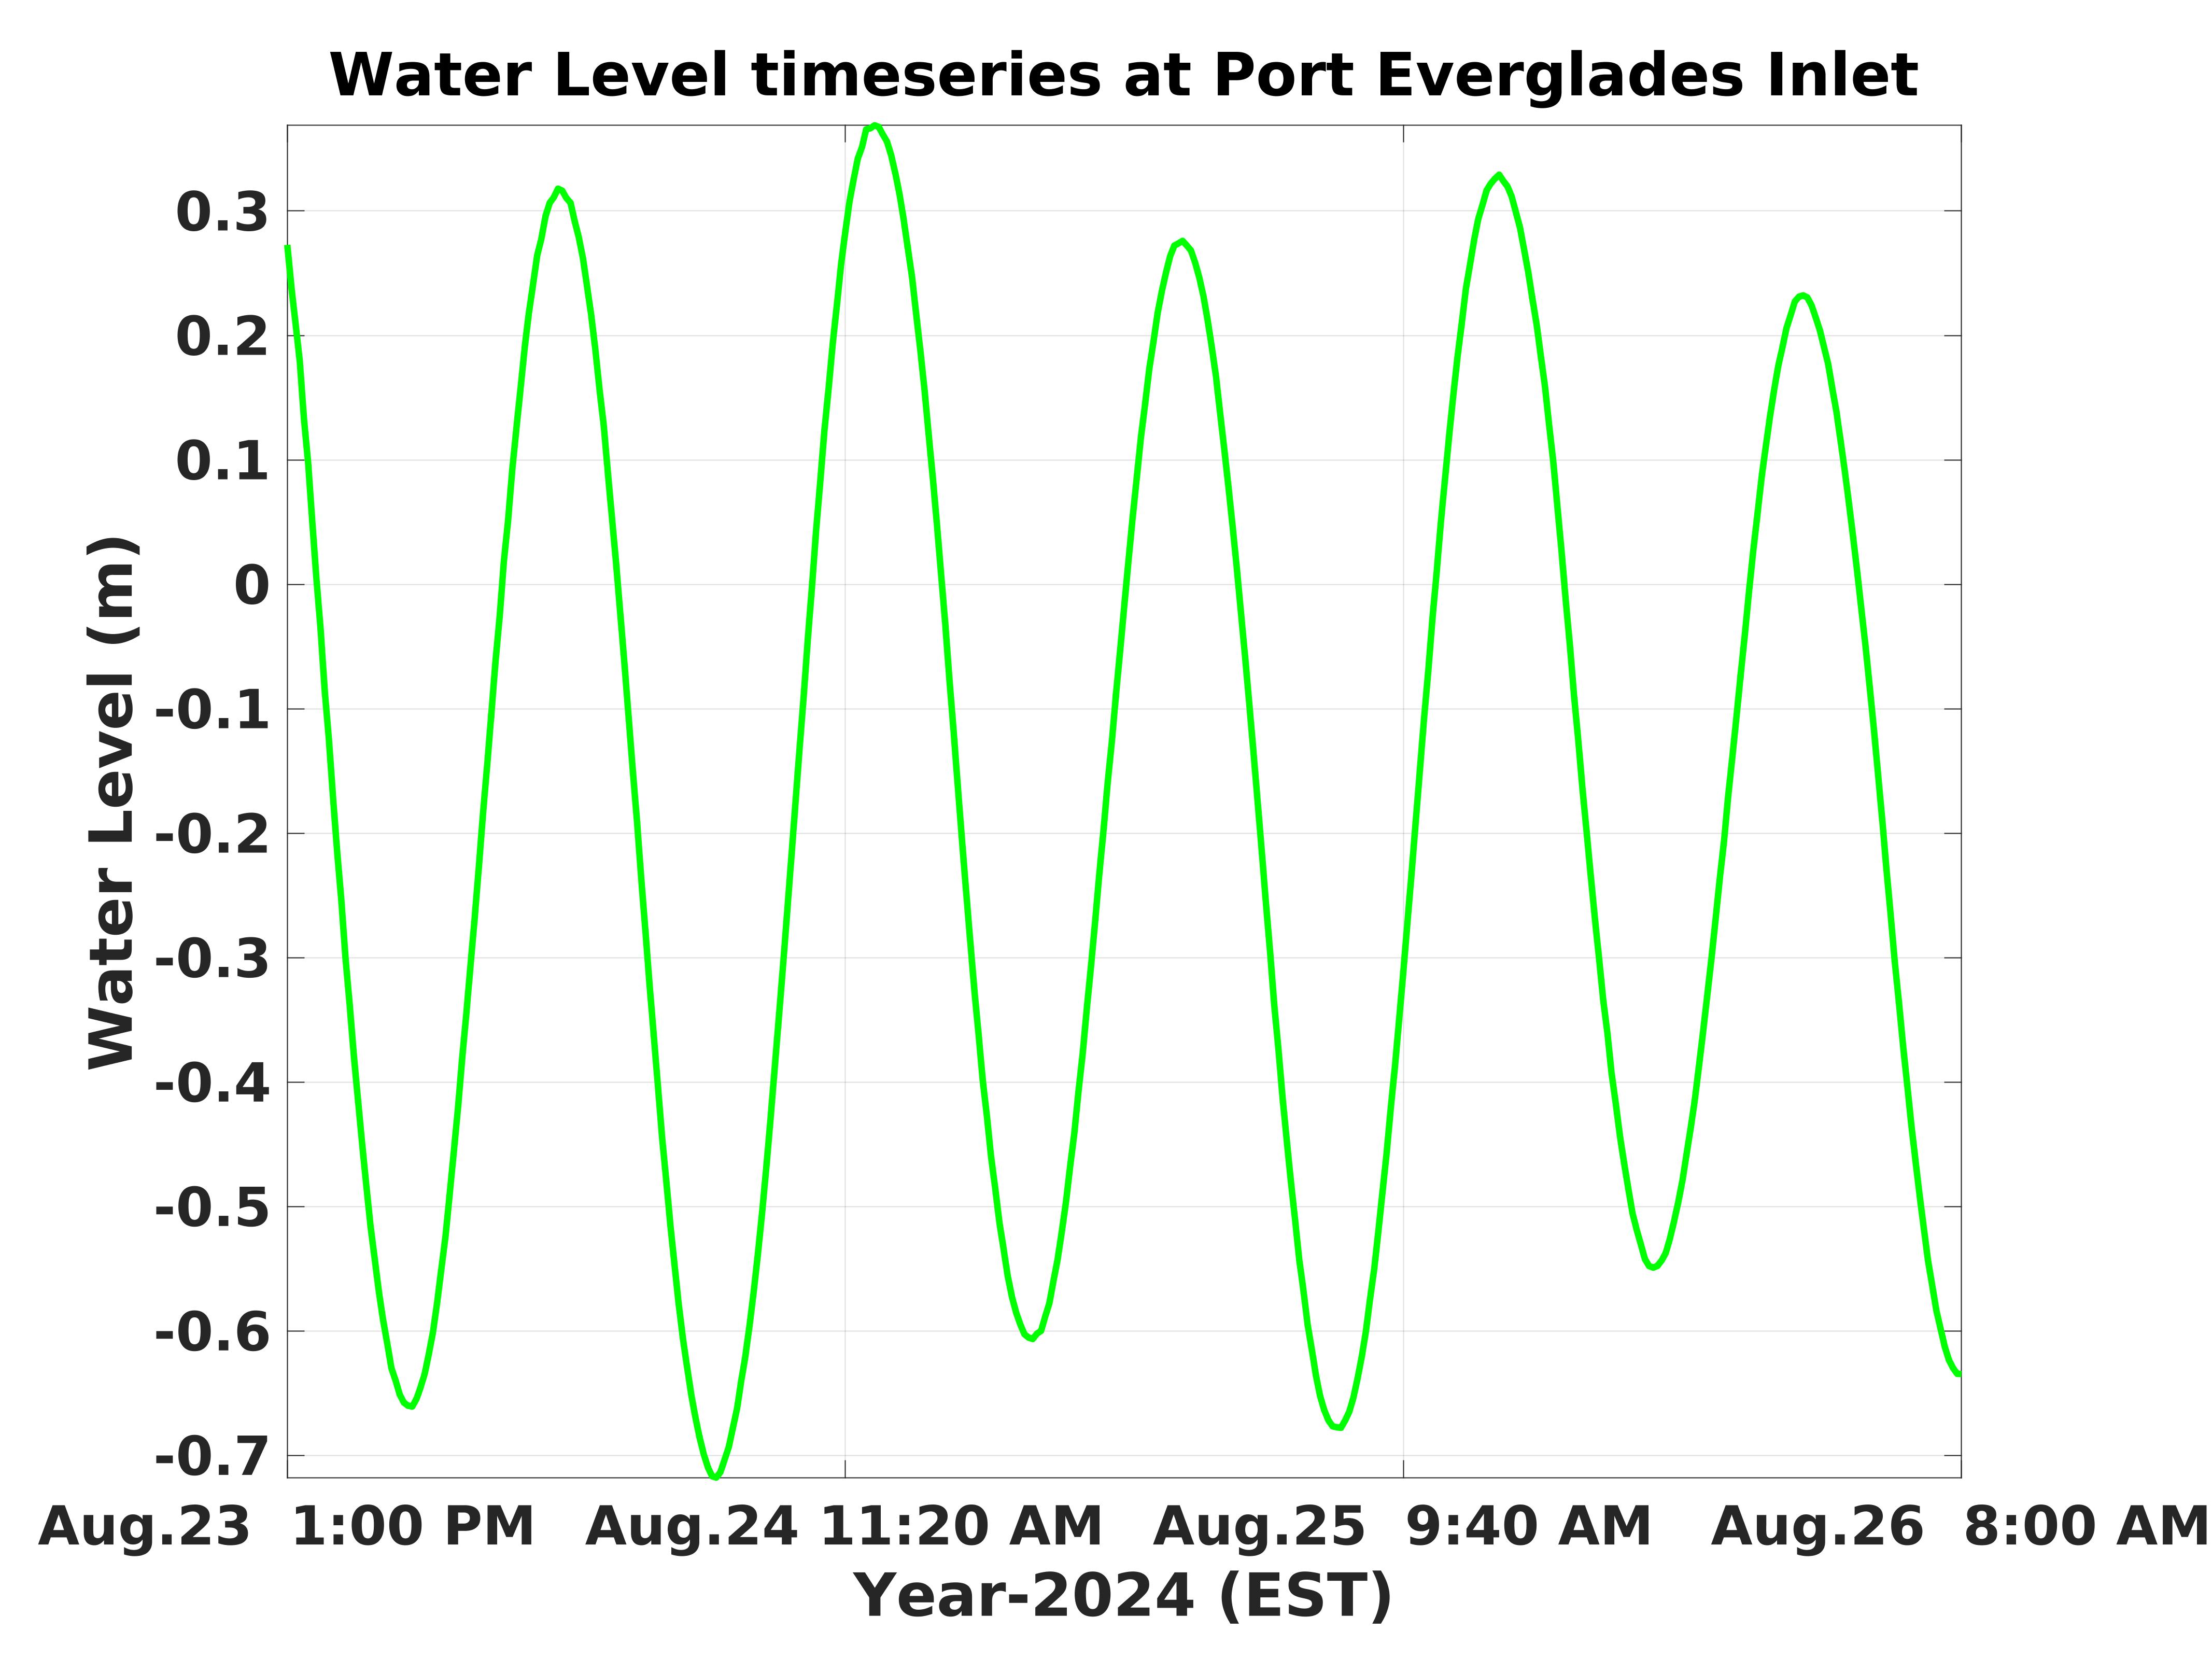 Water Level timeseries at Port Everglades Inlet
0.3
0.2
0.1
0
-0.1
-0.2
-0.3
-0.4
-0.5
-0.6
-0.7
Water Level (m)
Aug.23 1:00 PM Aug.24 11:20 AM Aug.25 9:40 AM Aug.26 8:00 AM
Year-2024 (EST)